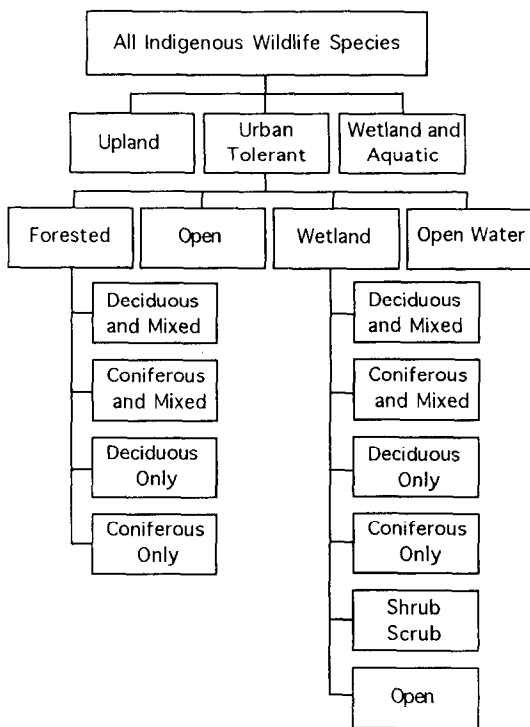 All Indigenous Wildlife Species
Upland
Urban
Tolerant
Wetland and
Aquatic
Forested
Open
Wetland
Open Water
Deciduous
and Mixed
Coniferous
and Mixed
Deciduous
Only
Coniferous
Only
Deciduous
and Mixed
Coniferous
and Mixed
Deciduous
Only
Coniferous
Only
Shrub
Scrub
Open